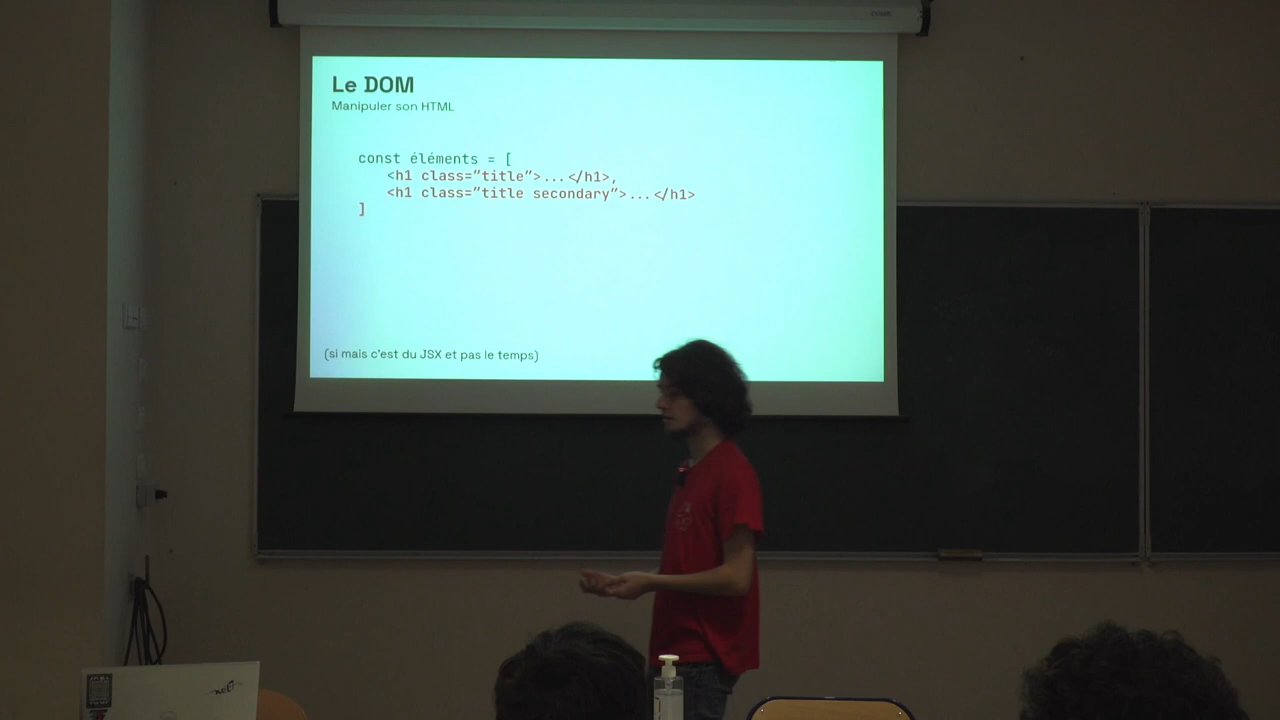 Le DOM
Manipuler son HTML
const éléments = [
<h1 class=”title”>...</h1>,
<h1 class=”title secondary”>...</h1>
]
(si mais c'est du JSX et pas le temps)
net7